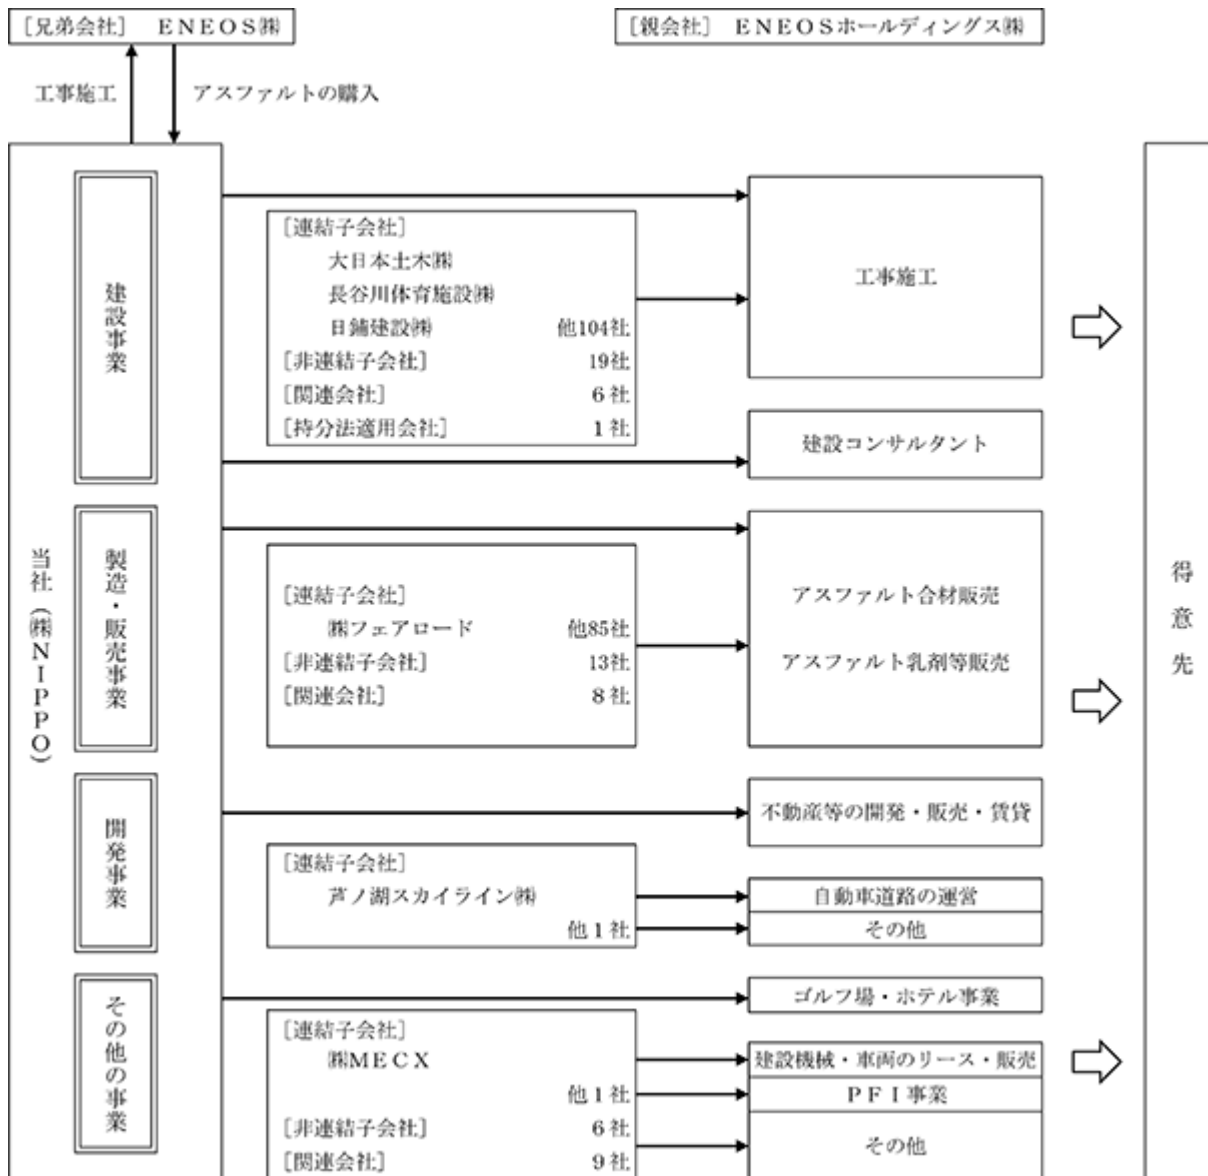 ［兄弟会社］　ＥＮＥＯＳ㈱
［親会社］　ＥＮＥＯＳホールディングス㈱
工事施工
アスファルトの購入
当社（㈱ＮＩＰＰＯ）
建設事業
［連結子会社］
大日本土木㈱
長谷川体育施設㈱
日鋪建設㈱　他104社
［非連結子会社］　19社
［関連会社］　６社
［持分法適用会社］　１社
工事施工
建設コンサルタント
製造・販売事業
［連結子会社］
㈱フェアロード　他85社
［非連結子会社］　13社
［関連会社］　８社
アスファルト合材販売
アスファルト乳剤等販売
開発事業
不動産等の開発・販売・賃貸
［連結子会社］
芦ノ湖スカイライン㈱
他１社
自動車道路の運営
その他
その他の事業
ゴルフ場・ホテル事業
［連結子会社］
㈱ＭＥＣＸ
他１社
［非連結子会社］　６社
［関連会社］　９社
建設機械・車両のリース・販売
ＰＦＩ事業
その他
得意先